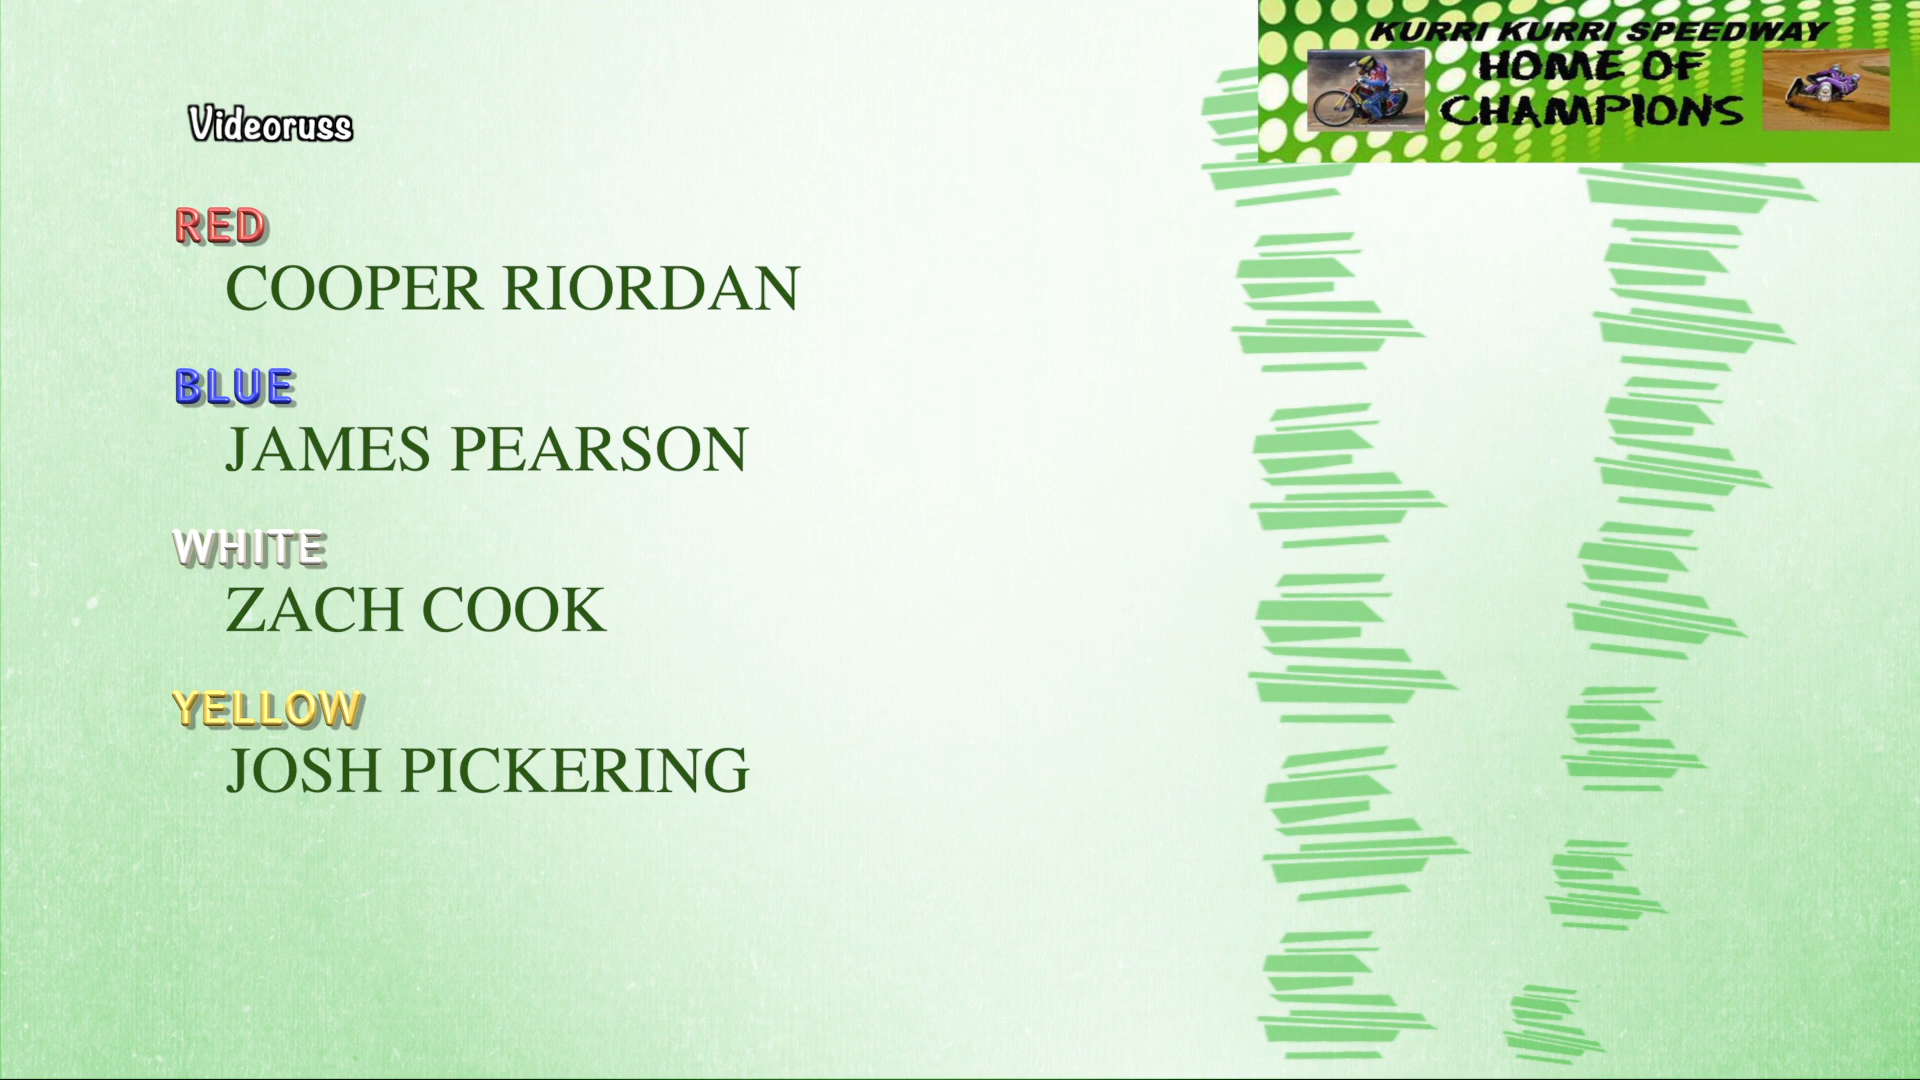 KURRI KURRI SPEEDWAY
HOME OF
CHAMPIONS
Videoruss
RED
COOPER RIORDAN
BLUE
JAMES PEARSON
WHITE
ZACH COOK
YELLOW
JOSH PICKERING